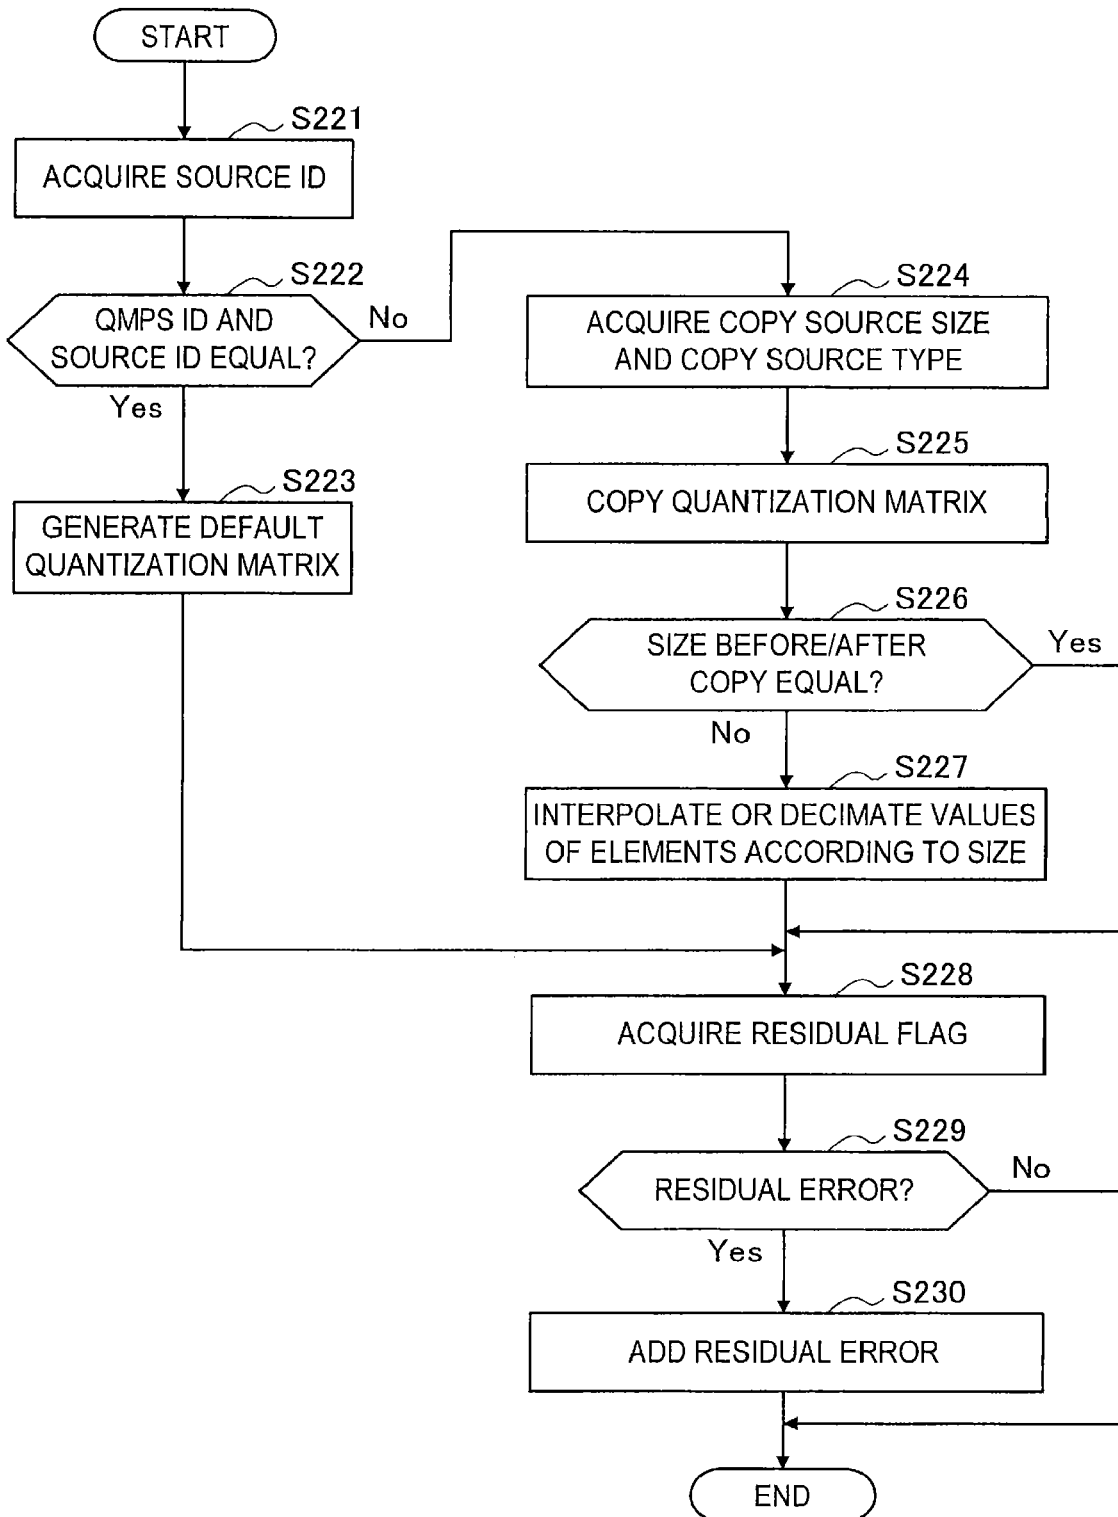 START
S221
ACQUIRE SOURCE ID
S222
QMPS ID AND
SOURCE ID EQUAL?
No
Yes
S223
GENERATE DEFAULT
QUANTIZATION MATRIX
S224
ACQUIRE COPY SOURCE SIZE
AND COPY SOURCE TYPE
S225
COPY QUANTIZATION MATRIX
S226
SIZE BEFORE/AFTER
COPY EQUAL?
Yes
No
S227
INTERPOLATE OR DECIMATE VALUES
OF ELEMENTS ACCORDING TO SIZE
S228
ACQUIRE RESIDUAL FLAG
S229
RESIDUAL ERROR?
No
Yes
S230
ADD RESIDUAL ERROR
END